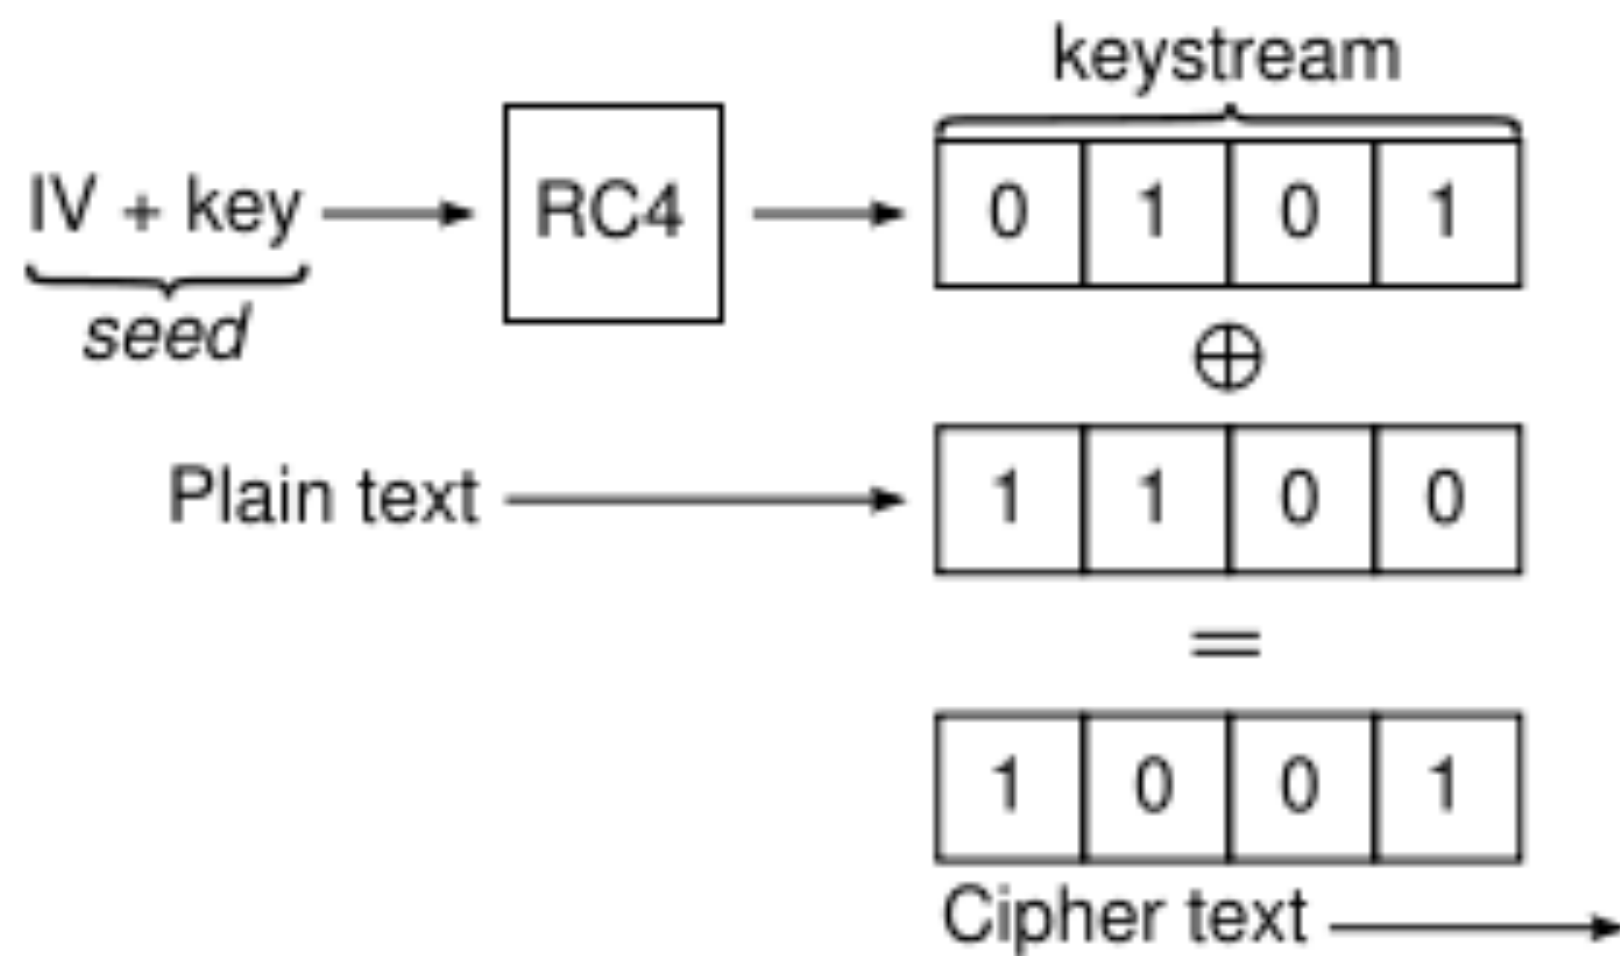 keystream
IV + key
RC4
0 1 0 1
seed
⊕
Plain text
1 1 0 0
=
1 0 0 1
Cipher text